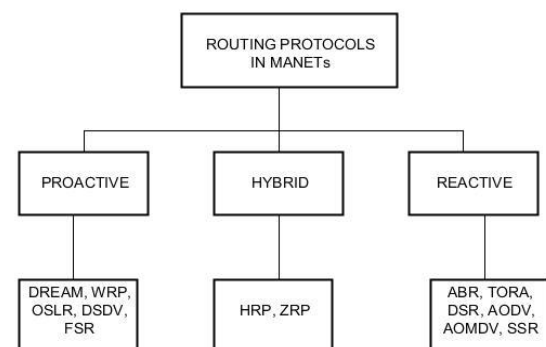 ROUTING PROTOCOLS
IN MANETs
PROACTIVE
HYBRID
REACTIVE
DREAM, WRP,
OSLR, DSDV,
FSR
HRP, ZRP
ABR, TORA,
DSR, AODV,
AOMDV, SSR